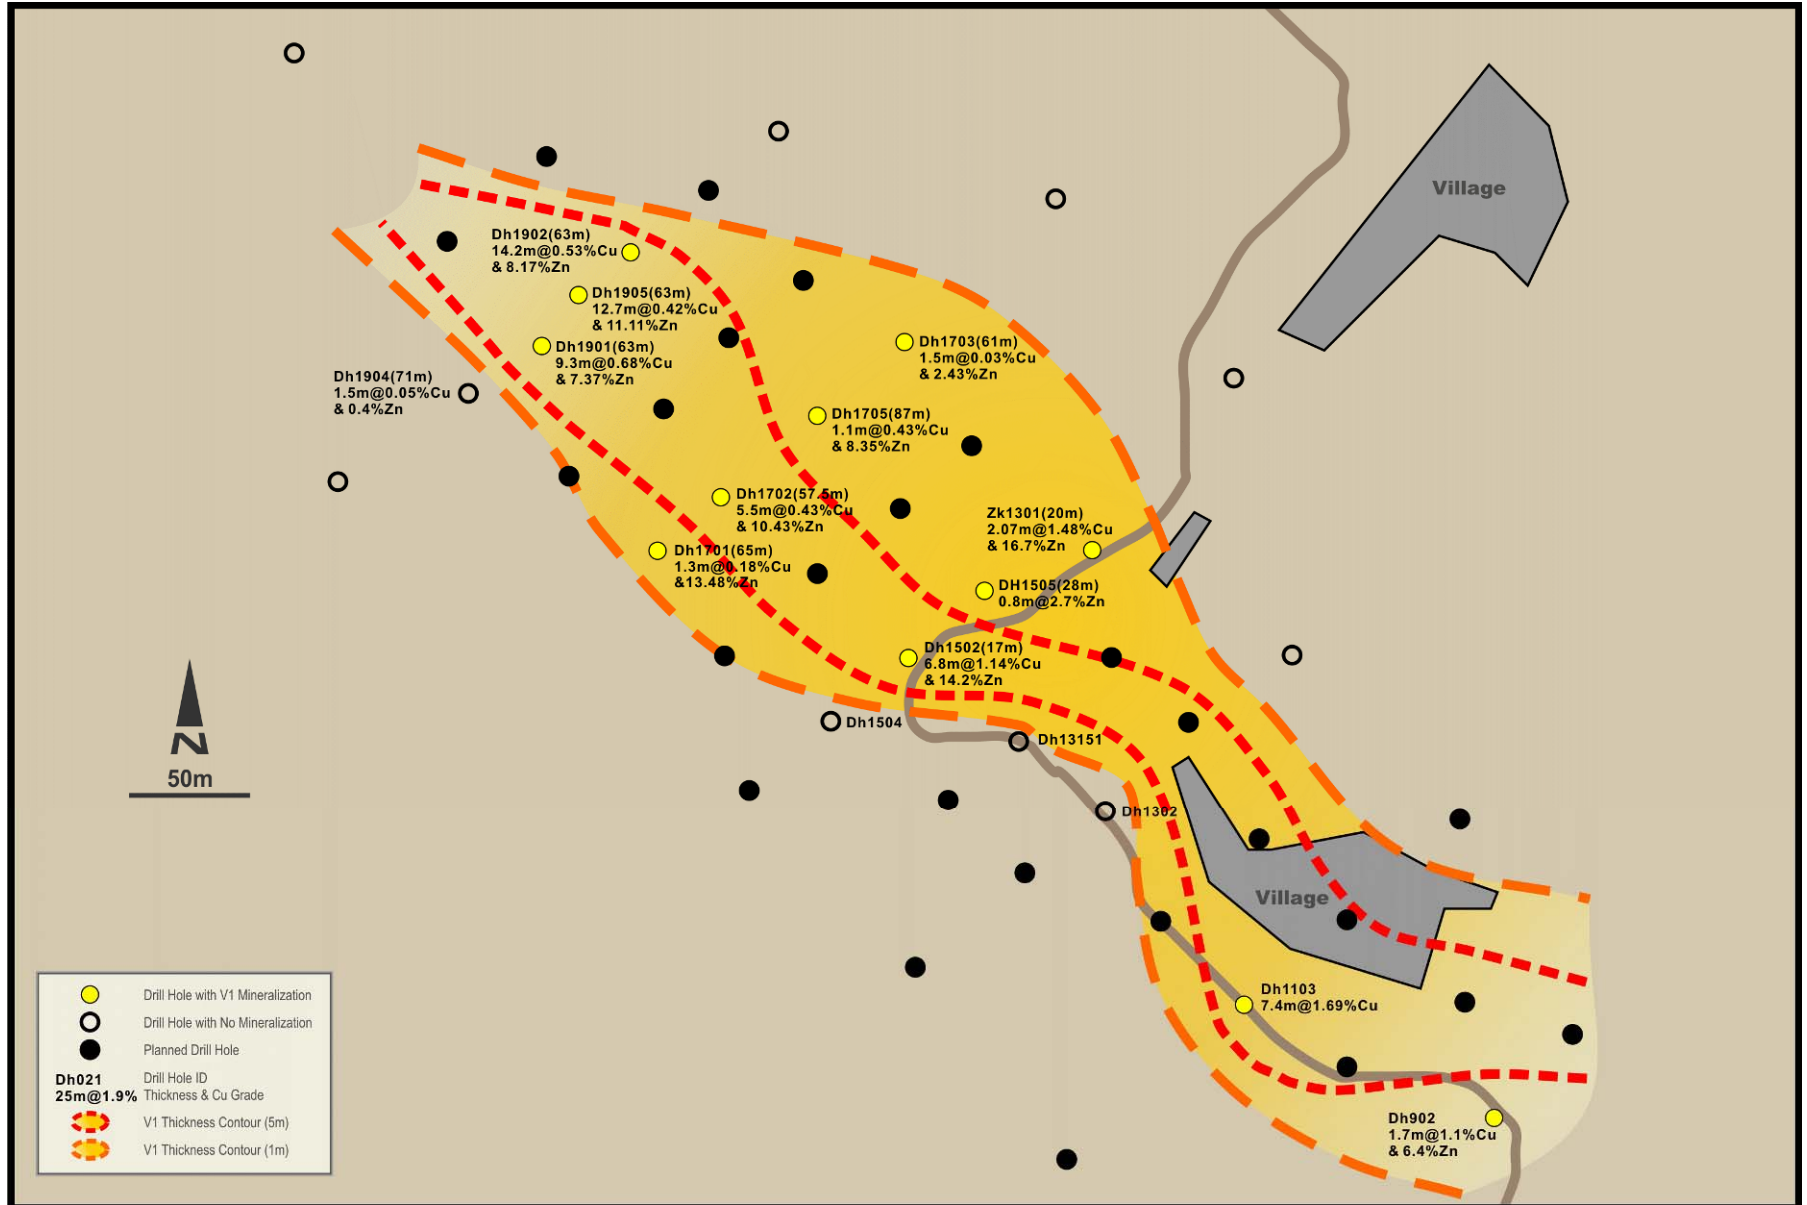 Village
Dh1902(63m)
14.2m@0.53%Cu
& 8.17%Zn
Dh1905(63m)
12.7m@0.42%Cu
& 11.11%Zn
Dh1901(63m)
9.3m@0.68%Cu
& 7.37%Zn
Dh1703(61m)
1.5m@0.03%Cu
& 2.43%Zn
Dh1904(71m)
1.5m@0.05%Cu
& 0.4%Zn
Dh1705(87m)
1.1m@0.43%Cu
& 8.35%Zn
Dh1702(57.5m)
5.5m@0.43%Cu
& 10.43%Zn
Zk1301(20m)
2.07m@1.48%Cu
& 16.7%Zn
Dh1701(65m)
1.3m@0.18%Cu
&13.48%Zn
DH1505(28m)
0.8m@2.7%Zn
Dh1502(17m)
6.8m@1.14%Cu
& 14.2%Zn
Dh1504
Dh13151
N
50m
Dh1302
Village
Dh1103
7.4m@1.69%Cu
Dh902
1.7m@1.1%Cu
& 6.4%Zn
Drill Hole with V1 Mineralization
Drill Hole with No Mineralization
Planned Drill Hole
Dh021 Drill Hole ID
25m@1.9% Thickness & Cu Grade
V1 Thickness Contour (5m)
V1 Thickness Contour (1m)